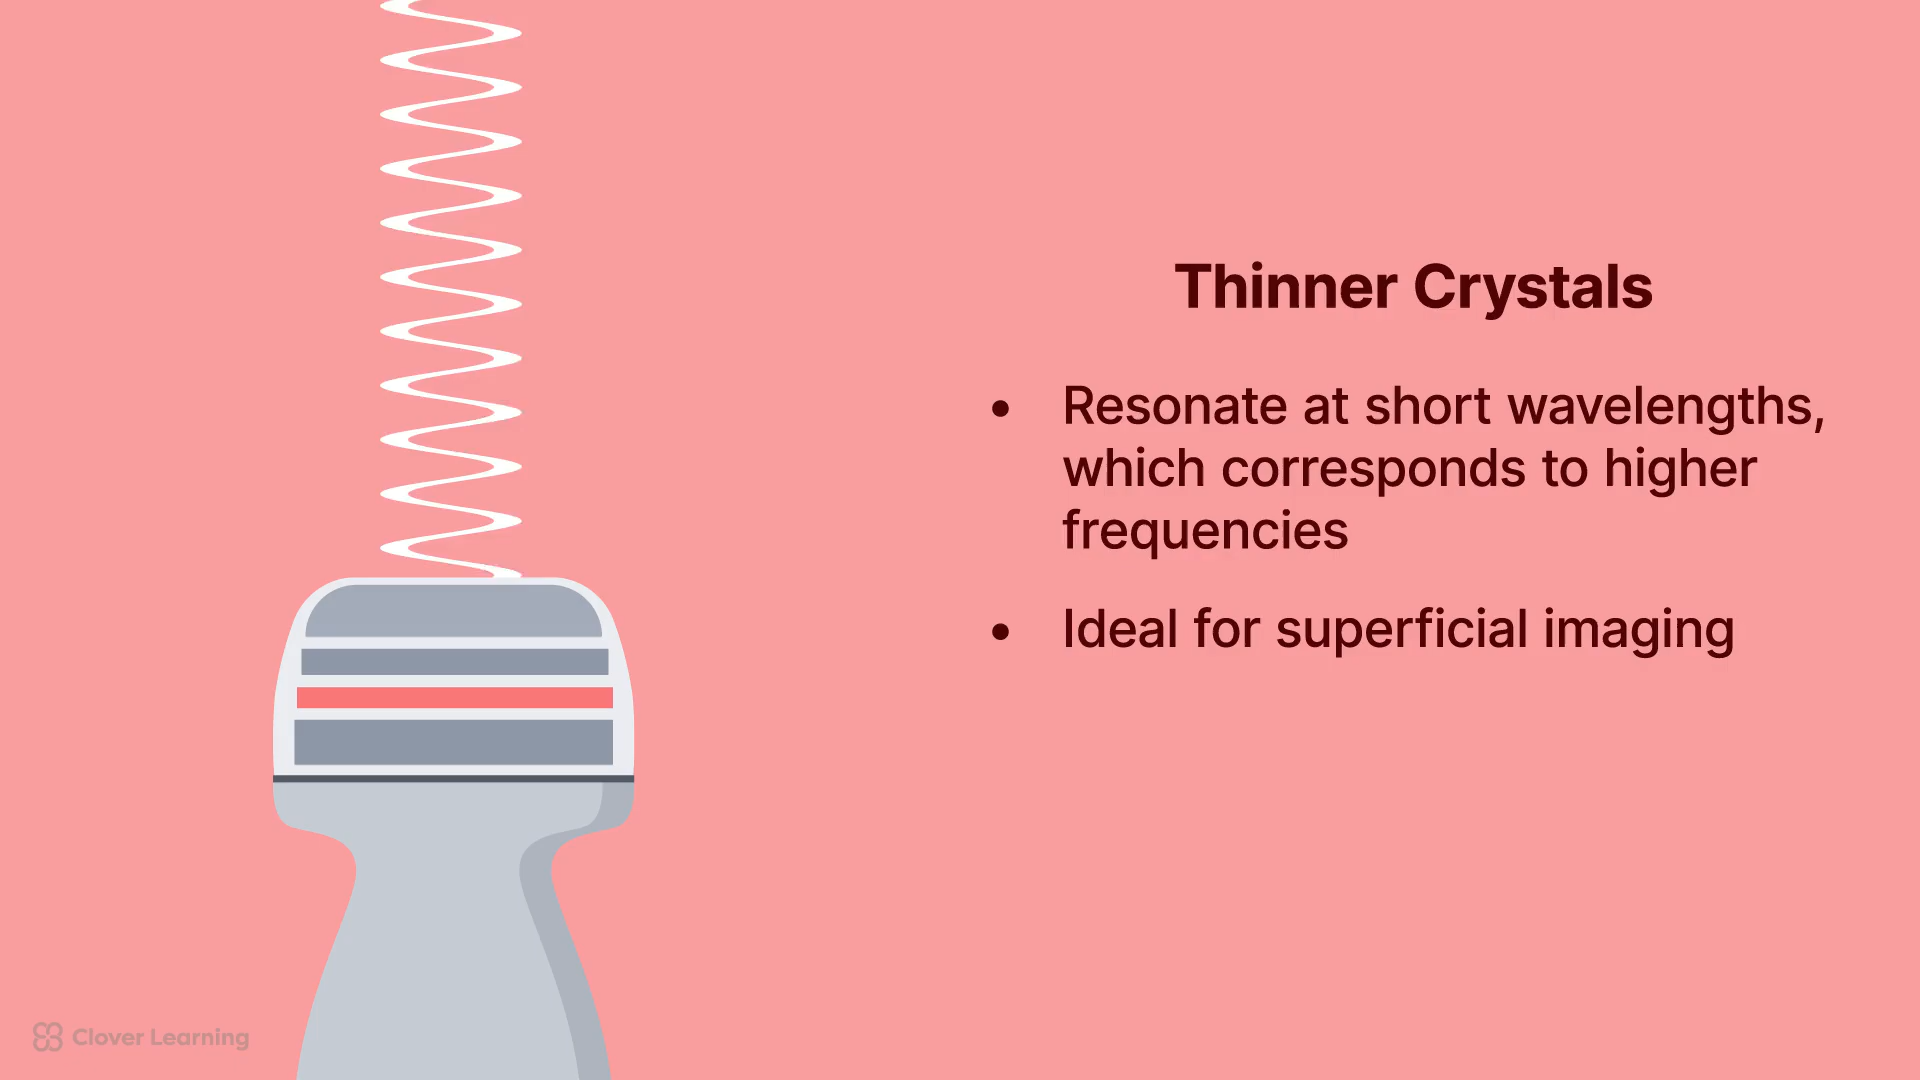 Thinner Crystals
• Resonate at short wavelengths,
which corresponds to higher
frequencies
• Ideal for superficial imaging
Clover Learning